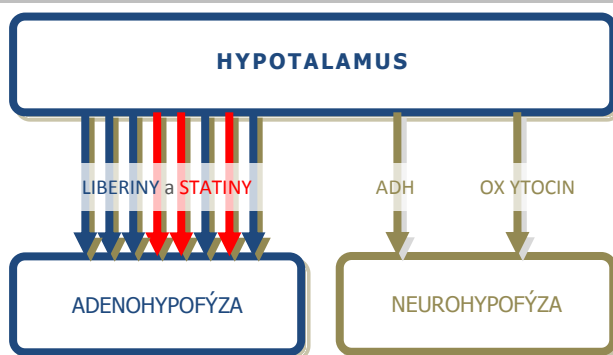 HYPOTALAMUS
LIBERINY a STATINY
ADH
OX YTOCIN
ADENOHYPOFÝZA
NEUROHYPOFÝZA